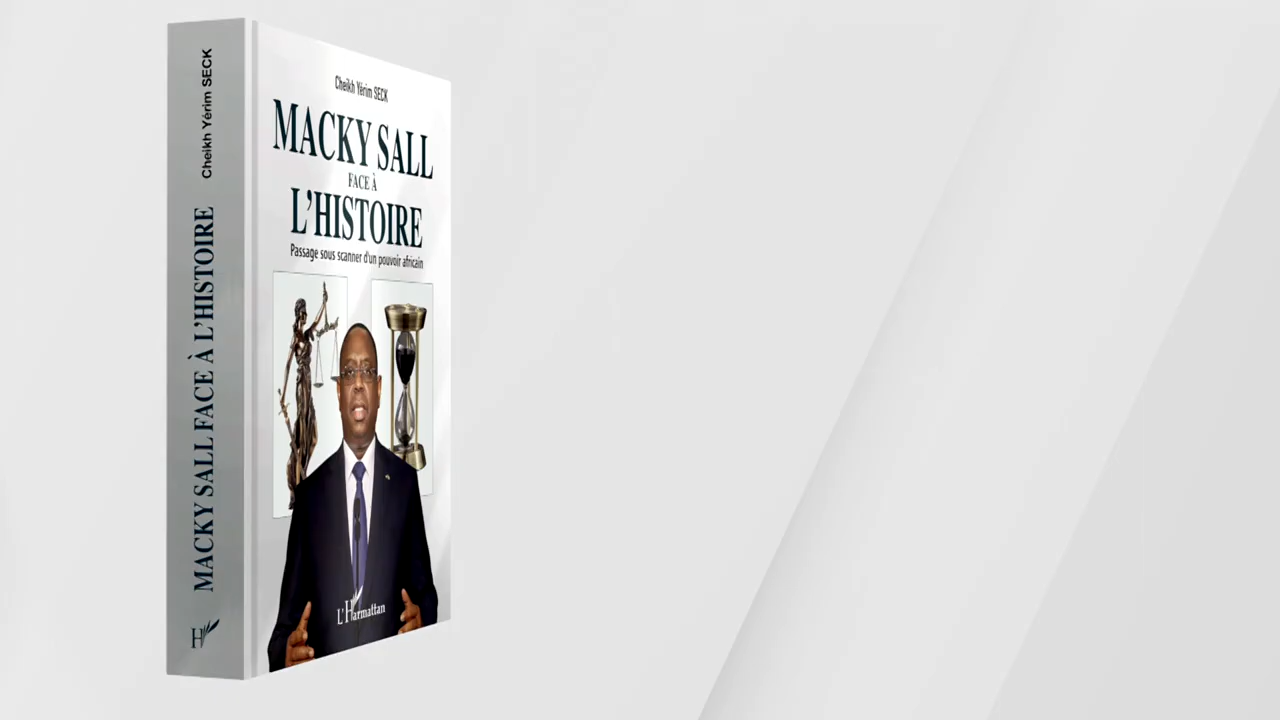 Cheikh Yérim SECK
MACKY SALL FACE À L'HISTOIRE
Cheikh Yérim SECK
MACKY SALL
FACE À
L'HISTOIRE
Passage sous scanner d'un pouvoir africain
L'Harmattan
H